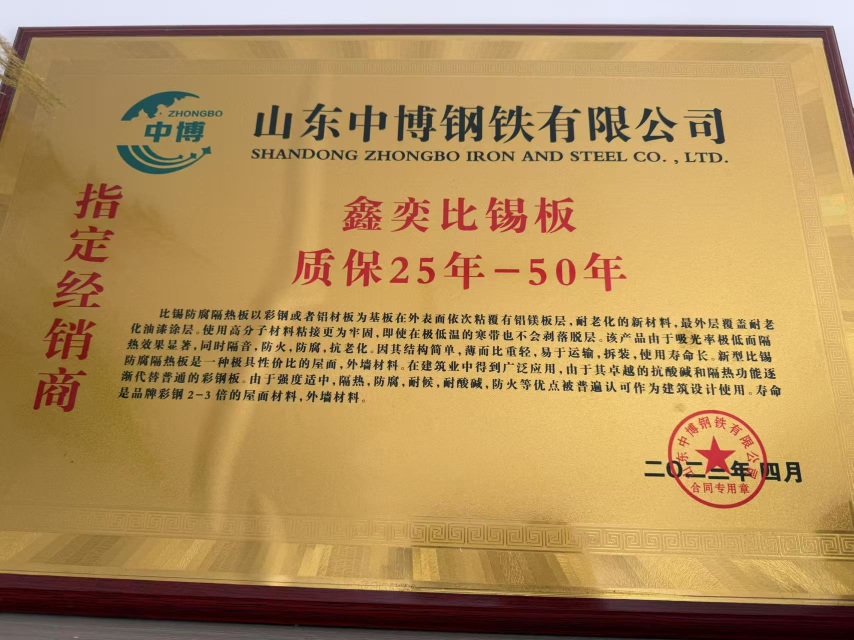 ZHONGBO
中博
山东中博钢铁有限公司
SHANDONG ZHONGBO IRON AND STEEL CO.,LTD.
指定经销商
鑫奕比锡板
质保25年-50年
比锡防腐隔热板以彩钢或者铝材板为基板在外表面依次粘覆有铝镁板层,耐老化的新材料,最外层覆盖耐老
化油漆涂层。使用高分子材料粘接更为牢固,即使在极低温的寒带也不会剥落脱层。该产品由于吸光率极低而隔
热效果显著,同时隔音,防火,防腐,抗老化。因其结构简单,薄而比重轻,易于运输,拆装,使用寿命长。新型比锡
防腐隔热板是一种极具性价比的屋面,外墙材料。在建筑业中得到广泛应用,由于其卓越的抗酸碱和隔热功能逐
渐代替普通的彩钢板。由于强度适中,隔热,防腐,耐候,耐酸碱,防火等优点被普遍认可作为建筑设计使用。寿命
是品牌彩钢2-3倍的屋面材料,外墙材料。
山东中博钢铁有限公司
合同专用章
二〇二三年四月